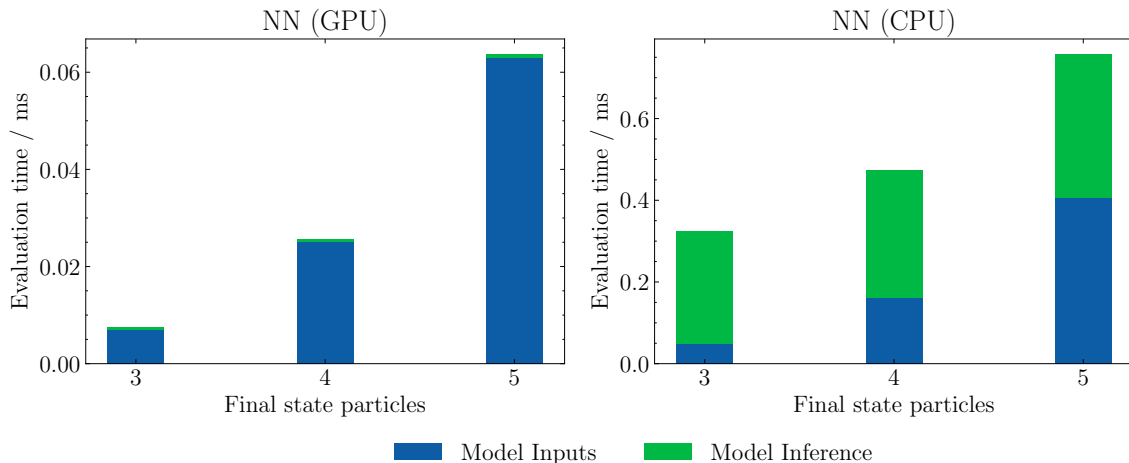 NN (GPU)
Evaluation time / ms
0.06
0.04
0.02
0.00
3
4
5
Final state particles
NN (CPU)
Evaluation time / ms
0.6
0.4
0.2
0.0
3
4
5
Final state particles
Model Inputs
Model Inference